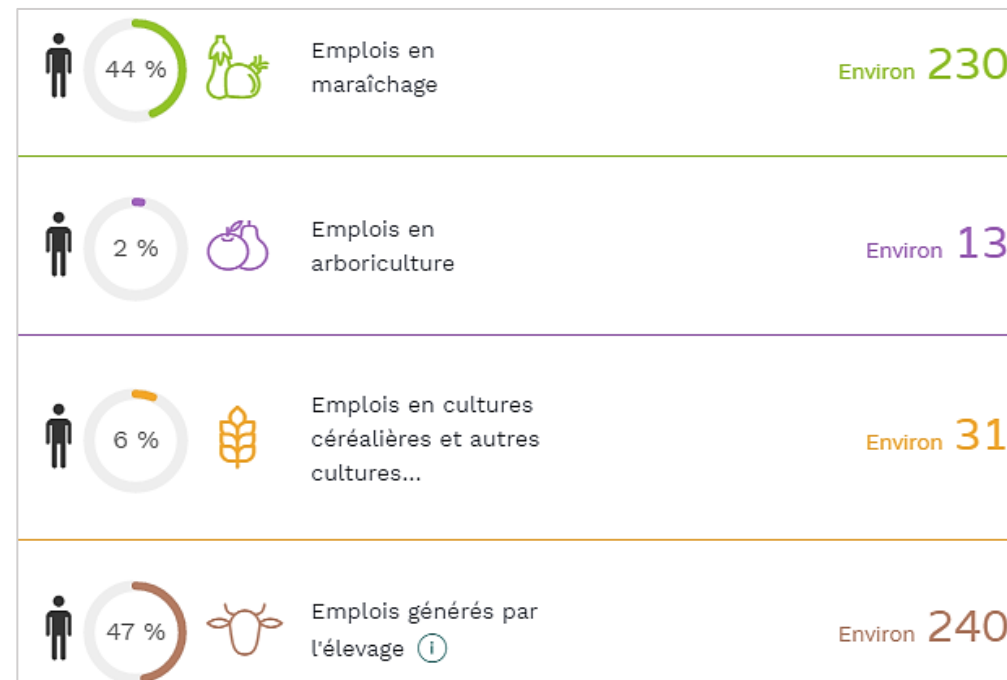 44 %
Emplois en
maraîchage
Environ 230
2 %
Emplois en
arboriculture
Environ 13
6 %
Emplois en cultures
céréalières et autres
cultures...
Environ 31
47 %
Emplois générés par
l'élevage i
Environ 240